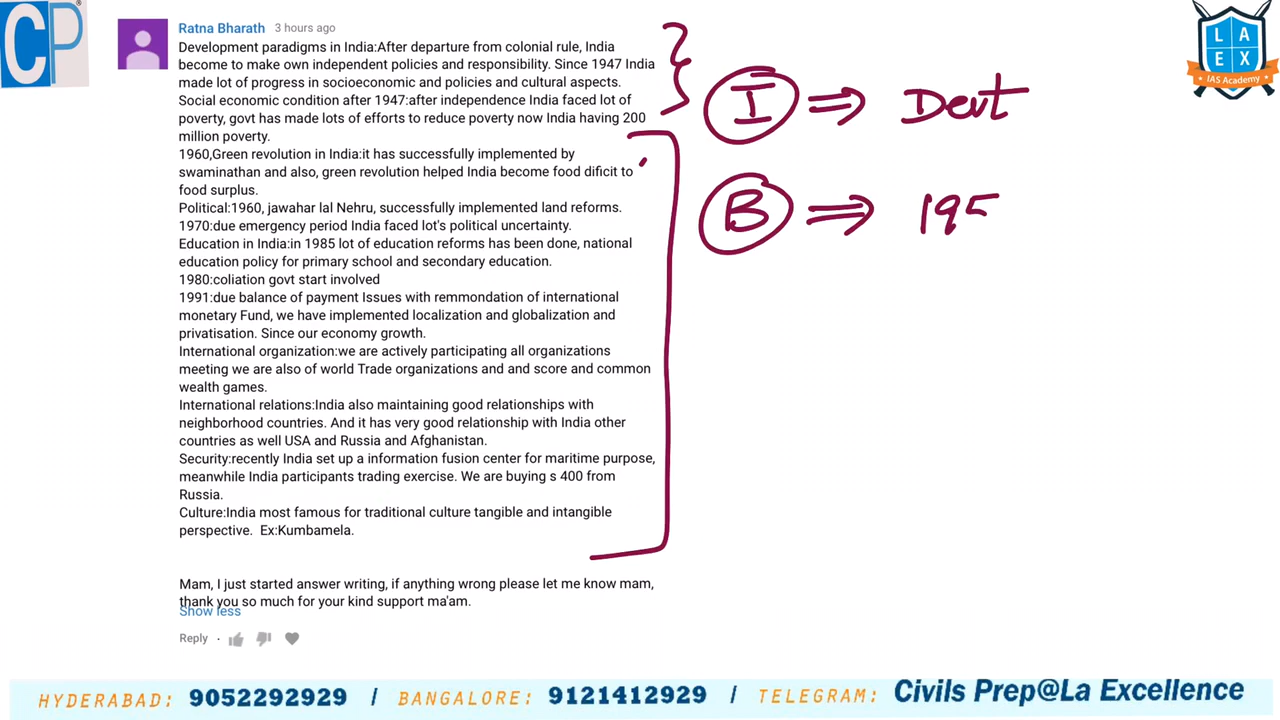 CP
Ratna Bharath 3 hours ago
Development paradigms in India:After departure from colonial rule, India
become to make own independent policies and responsibility. Since 1947 India
made lot of progress in socioeconomic and policies and cultural aspects.
Social economic condition after 1947:after independence India faced lot of
poverty, govt has made lots of efforts to reduce poverty now India having 200
million poverty.
1960,Green revolution in India:it has successfully implemented by
swaminathan and also, green revolution helped India become food dificit to
food surplus.
Political:1960, jawahar lal Nehru, successfully implemented land reforms.
1970:due emergency period India faced lot's political uncertainty.
Education in India:in 1985 lot of education reforms has been done, national
education policy for primary school and secondary education.
1980:coliation govt start involved
1991:due balance of payment Issues with remmondation of international
monetary Fund, we have implemented localization and globalization and
privatisation. Since our economy growth.
International organization:we are actively participating all organizations
meeting we are also of world Trade organizations and and score and common
wealth games.
International relations:India also maintaining good relationships with
neighborhood countries. And it has very good relationship with India other
countries as well USA and Russia and Afghanistan.
Security:recently India set up a information fusion center for maritime purpose,
meanwhile India participants trading exercise. We are buying s 400 from
Russia.
Culture:India most famous for traditional culture tangible and intangible
perspective. Ex:Kumbamela.
Mam, I just started answer writing, if anything wrong please let me know mam,
thank you so much for your kind support ma'am.
Show less
Reply
I ⇒ Devt
B ⇒ 195
L A
E X
IAS Academy
HYDERABAD: 9052292929 / BANGALORE: 9121412929 / TELEGRAM: Civils Prep@La Excellence